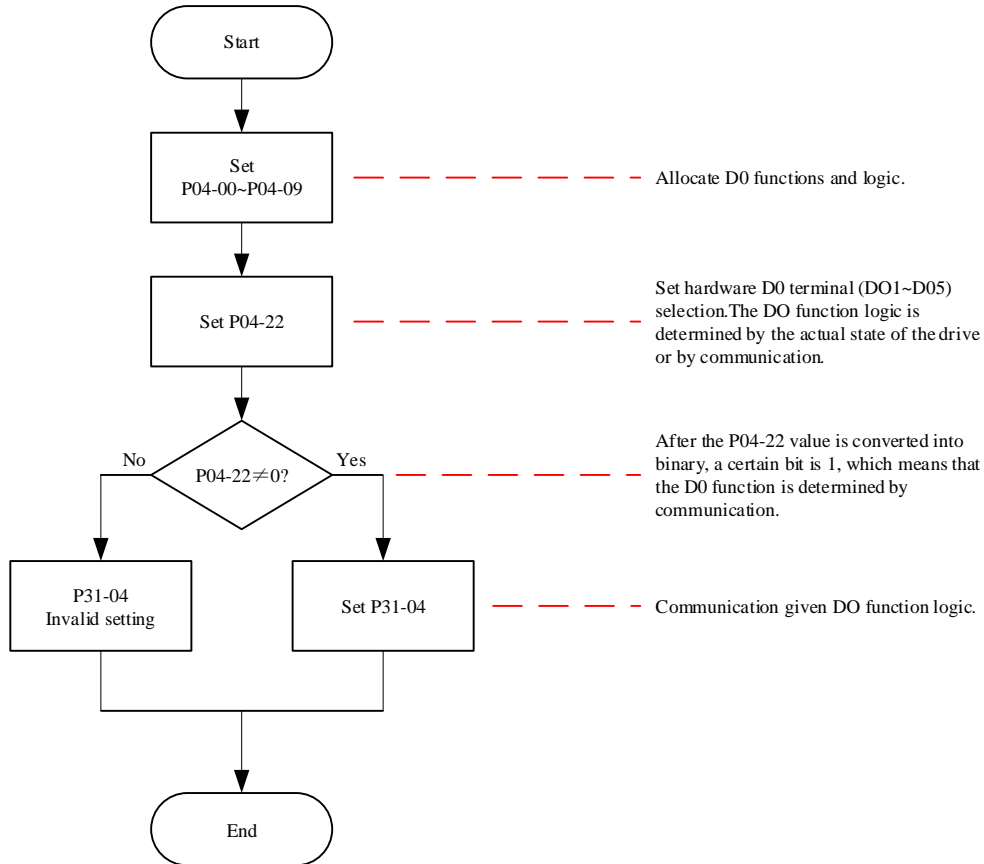 Start
Set
P04-00~P04-09
Allocate D0 functions and logic.
Set P04-22
Set hardware D0 terminal (DO1~D05)
selection.The DO function logic is
determined by the actual state of the drive
or by communication.
No
P04-22≠0?
Yes
After the P04-22 value is converted into
binary, a certain bit is 1, which means that
the D0 function is determined by
communication.
P31-04
Invalid setting
Set P31-04
Communication given DO function logic.
End